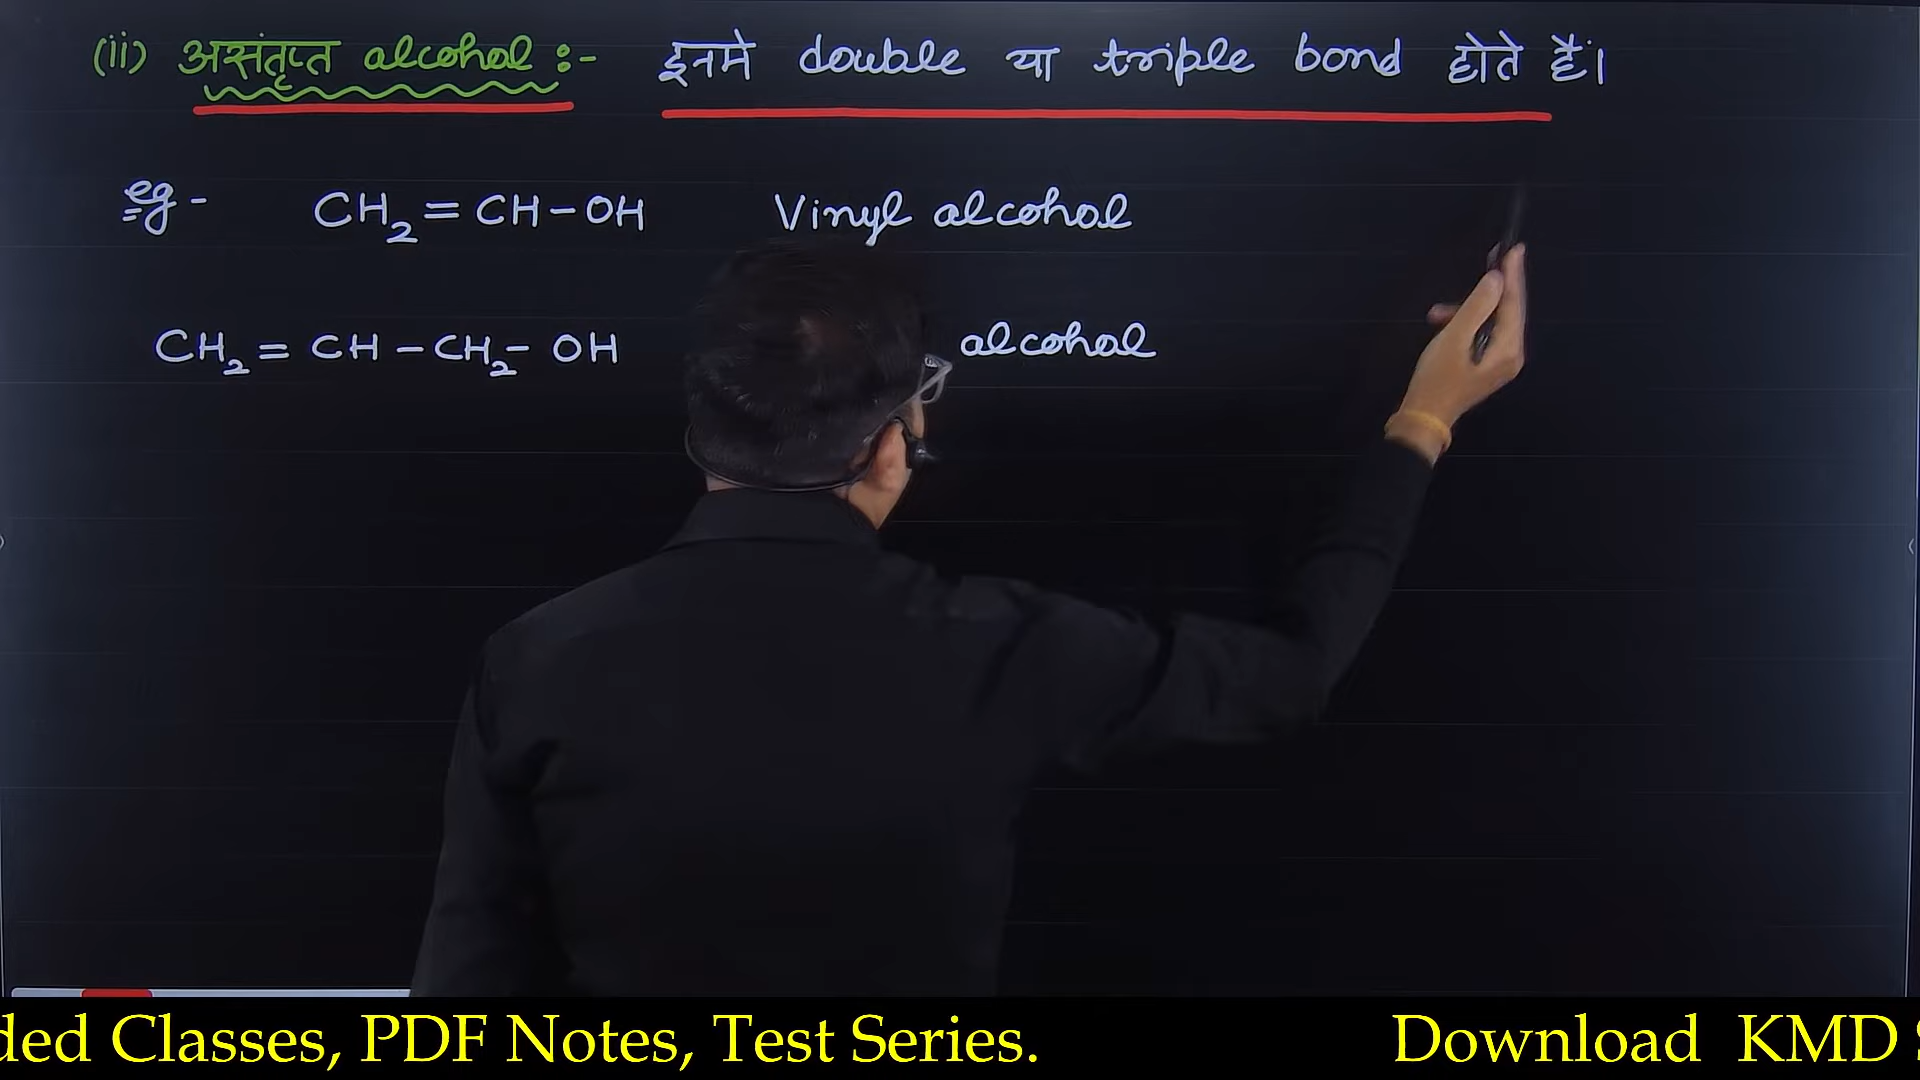 (ii) असंतृप्त alcohol :- इनमे double या triple bond होते हैं।
eg - CH₂ = CH - OH Vinyl alcohol
CH₂ = CH - CH₂ - OH alcohol
ded Classes, PDF Notes, Test Series. Download KMD S